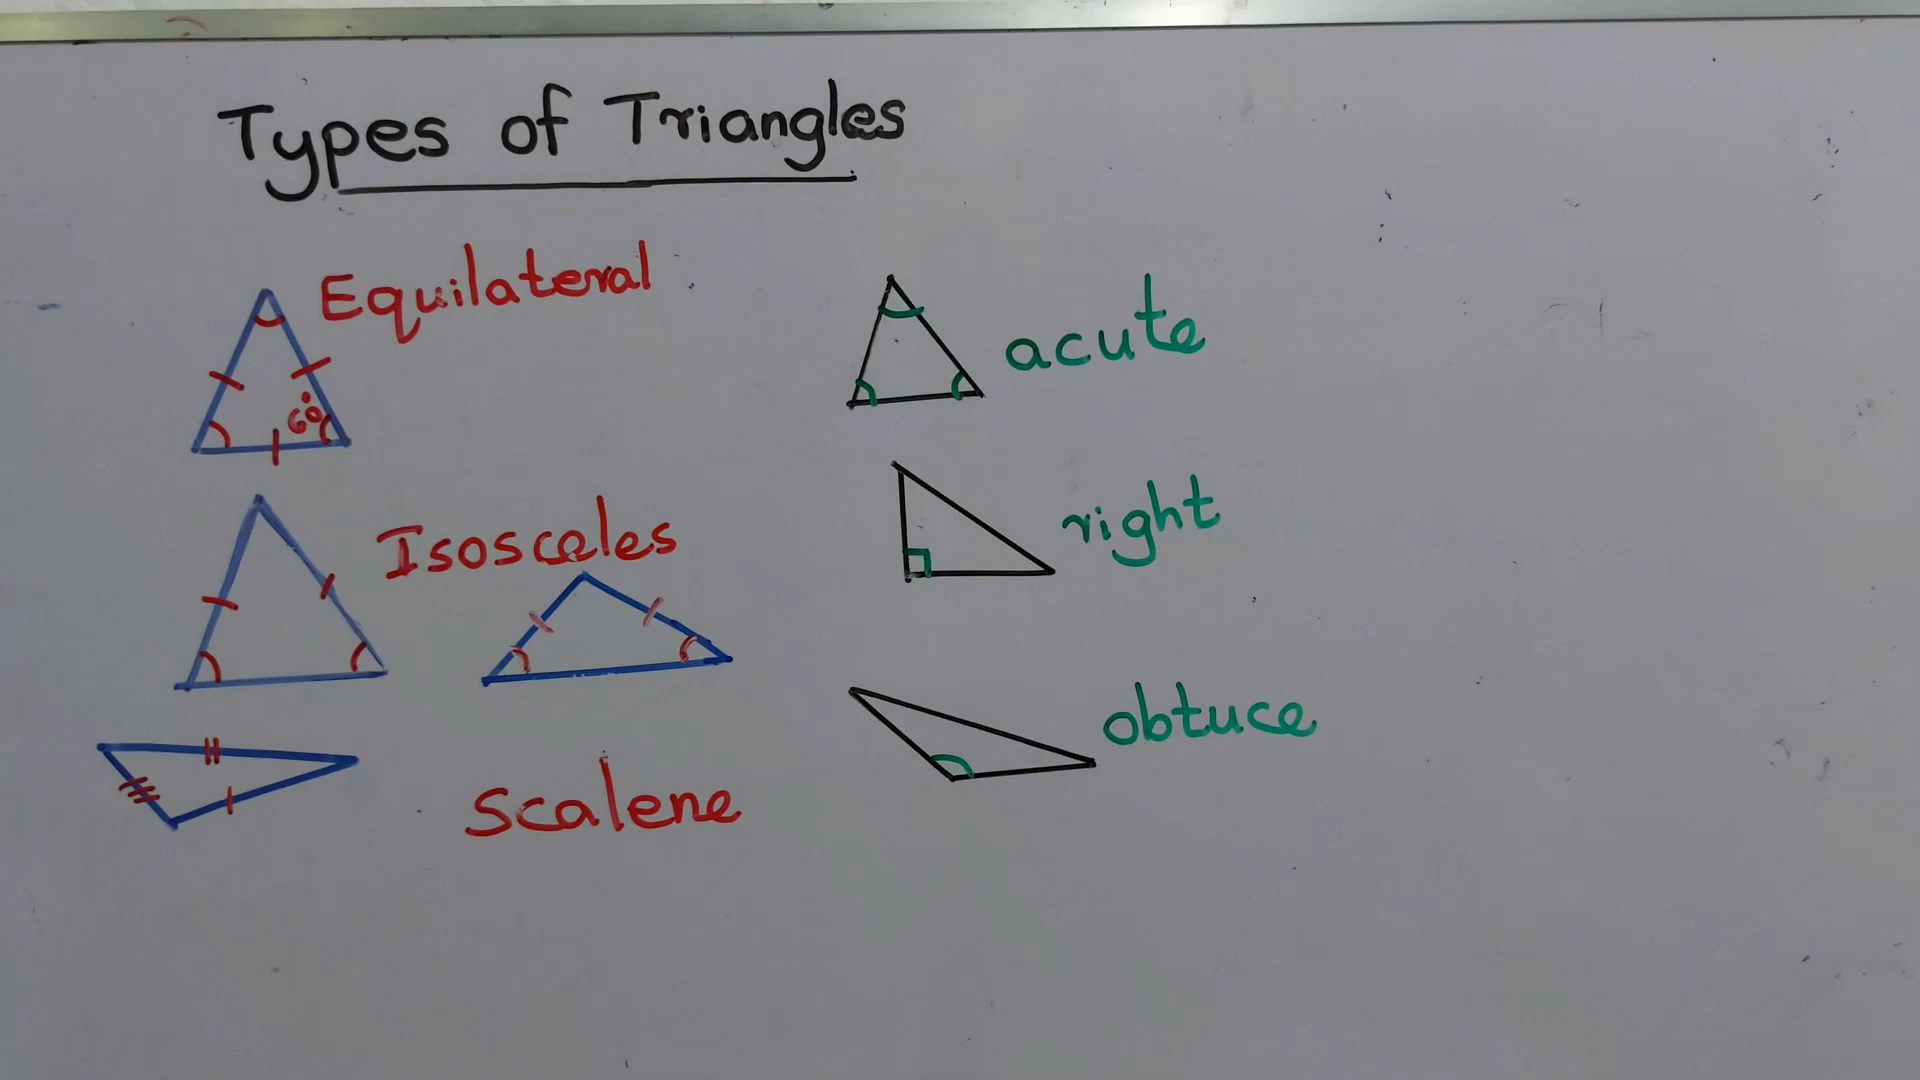 Types of Triangles
Equilateral
60°
Isosceles
Scalene
acute
right
obtuce